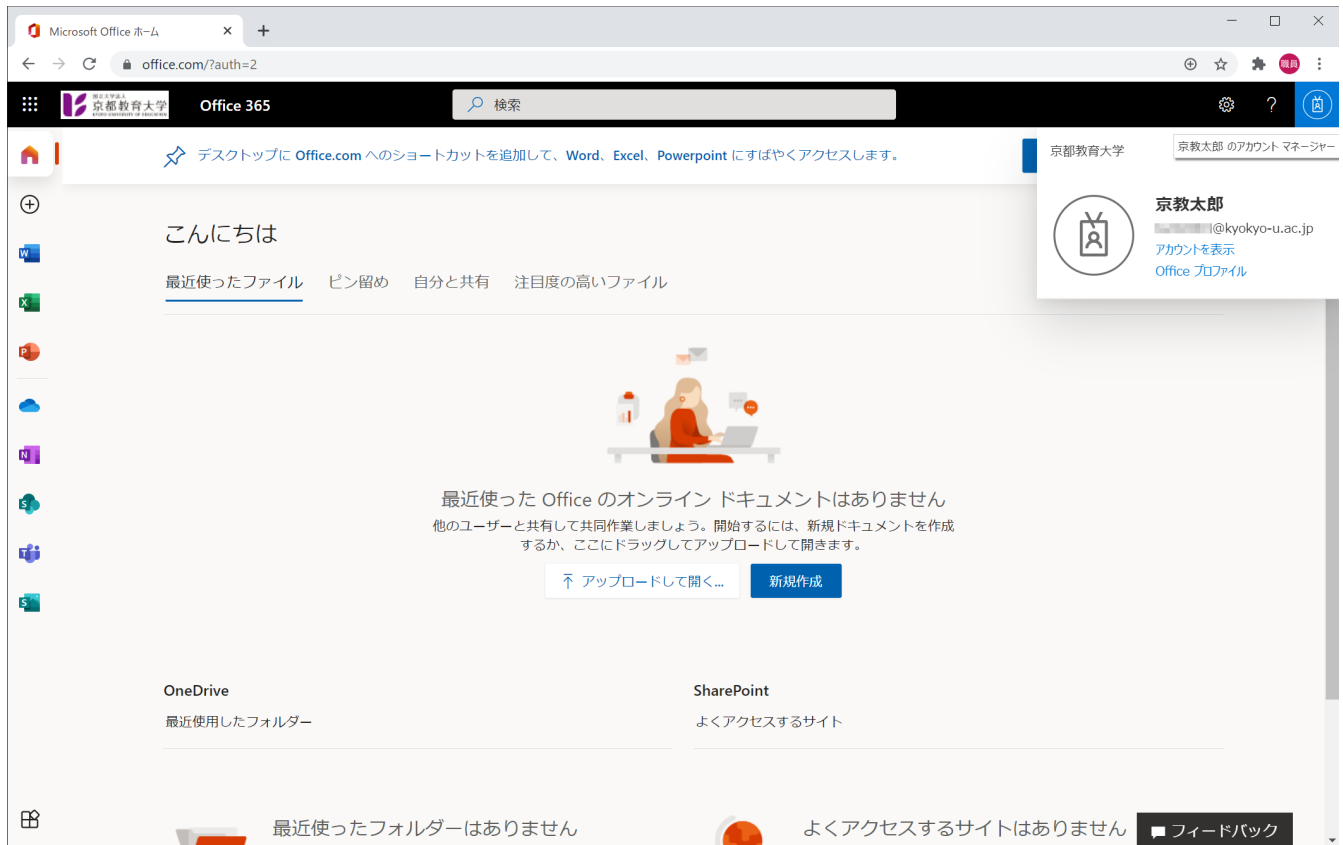 Microsoft Office ホーム
office.com/?auth=2
職員
国立大学法人
京都教育大学
KYOTO UNIVERSITY OF EDUCATION
Office 365
検索
デスクトップに Office.com へのショートカットを追加して、Word、Excel、Powerpoint にすばやくアクセスします。
京都教育大学
京教太郎 のアカウント マネージャー
京教太郎
@kyokyo-u.ac.jp
アカウントを表示
Office プロファイル
こんにちは
最近使ったファイル ピン留め 自分と共有 注目度の高いファイル
最近使った Office のオンライン ドキュメントはありません
他のユーザーと共有して共同作業しましょう。開始するには、新規ドキュメントを作成
するか、ここにドラッグしてアップロードして開きます。
アップロードして開く... 新規作成
OneDrive
最近使用したフォルダー
SharePoint
よくアクセスするサイト
最近使ったフォルダーはありません
よくアクセスするサイトはありません
フィードバック